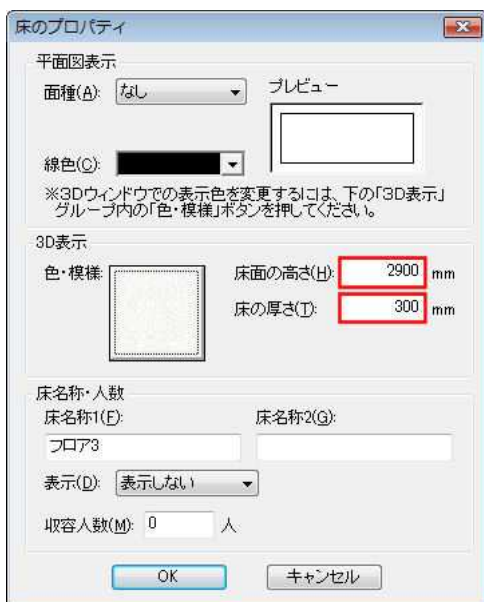 床のプロパティ
平面図表示
面種(A): なし プレビュー
線色(C):
※3Dウィンドウでの表示色を変更するには、下の「3D表示」
グループ内の「色・模様」ボタンを押してください。
3D表示
色・模様: 床面の高さ(H): 2900 mm
床の厚さ(T): 300 mm
床名称・人数
床名称1(F): 床名称2(G):
フロア3
表示(D): 表示しない
収容人数(M): 0 人
OK キャンセル